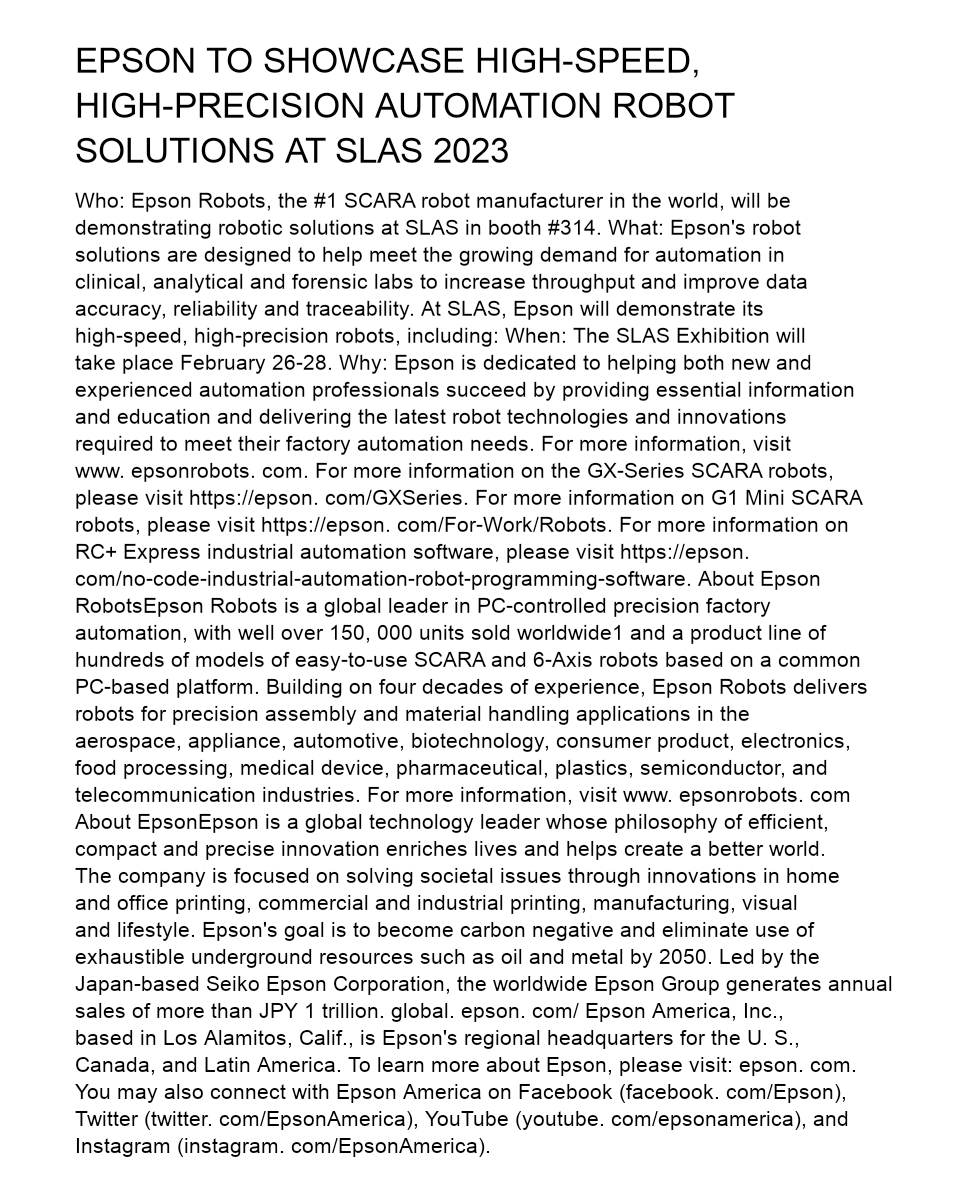 EPSON TO SHOWCASE HIGH-SPEED,
HIGH-PRECISION AUTOMATION ROBOT
SOLUTIONS AT SLAS 2023
Who: Epson Robots, the #1 SCARA robot manufacturer in the world, will be
demonstrating robotic solutions at SLAS in booth #314. What: Epson's robot
solutions are designed to help meet the growing demand for automation in
clinical, analytical and forensic labs to increase throughput and improve data
accuracy, reliability and traceability. At SLAS, Epson will demonstrate its
high-speed, high-precision robots, including: When: The SLAS Exhibition will
take place February 26-28. Why: Epson is dedicated to helping both new and
experienced automation professionals succeed by providing essential information
and education and delivering the latest robot technologies and innovations
required to meet their factory automation needs. For more information, visit
www. epsonrobots. com. For more information on the GX-Series SCARA robots,
please visit https://epson. com/GXSeries. For more information on G1 Mini SCARA
robots, please visit https://epson. com/For-Work/Robots. For more information on
RC+ Express industrial automation software, please visit https://epson.
com/no-code-industrial-automation-robot-programming-software. About Epson
RobotsEpson Robots is a global leader in PC-controlled precision factory
automation, with well over 150, 000 units sold worldwide1 and a product line of
hundreds of models of easy-to-use SCARA and 6-Axis robots based on a common
PC-based platform. Building on four decades of experience, Epson Robots delivers
robots for precision assembly and material handling applications in the
aerospace, appliance, automotive, biotechnology, consumer product, electronics,
food processing, medical device, pharmaceutical, plastics, semiconductor, and
telecommunication industries. For more information, visit www. epsonrobots. com
About EpsonEpson is a global technology leader whose philosophy of efficient,
compact and precise innovation enriches lives and helps create a better world.
The company is focused on solving societal issues through innovations in home
and office printing, commercial and industrial printing, manufacturing, visual
and lifestyle. Epson's goal is to become carbon negative and eliminate use of
exhaustible underground resources such as oil and metal by 2050. Led by the
Japan-based Seiko Epson Corporation, the worldwide Epson Group generates annual
sales of more than JPY 1 trillion. global. epson. com/ Epson America, Inc.,
based in Los Alamitos, Calif., is Epson's regional headquarters for the U. S.,
Canada, and Latin America. To learn more about Epson, please visit: epson. com.
You may also connect with Epson America on Facebook (facebook. com/Epson),
Twitter (twitter. com/EpsonAmerica), YouTube (youtube. com/epsonamerica), and
Instagram (instagram. com/EpsonAmerica).